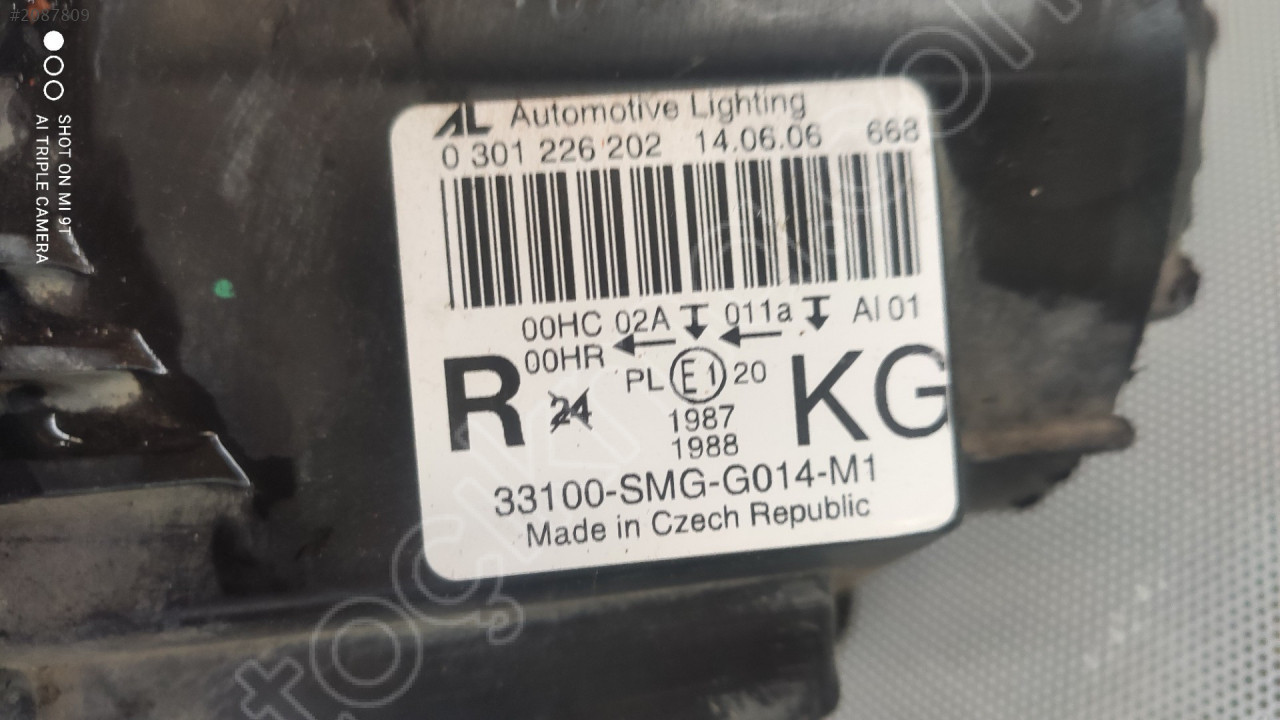 #2087809
SHOT ON MI 9T
AI TRIPLE CAMERA
AL Automotive Lighting
0 301 226 202 14.06.06 668
00HC 02A 011a AI 01
00HR
R 24 PL E1 20 KG
1987
1988
33100-SMG-G014-M1
Made in Czech Republic